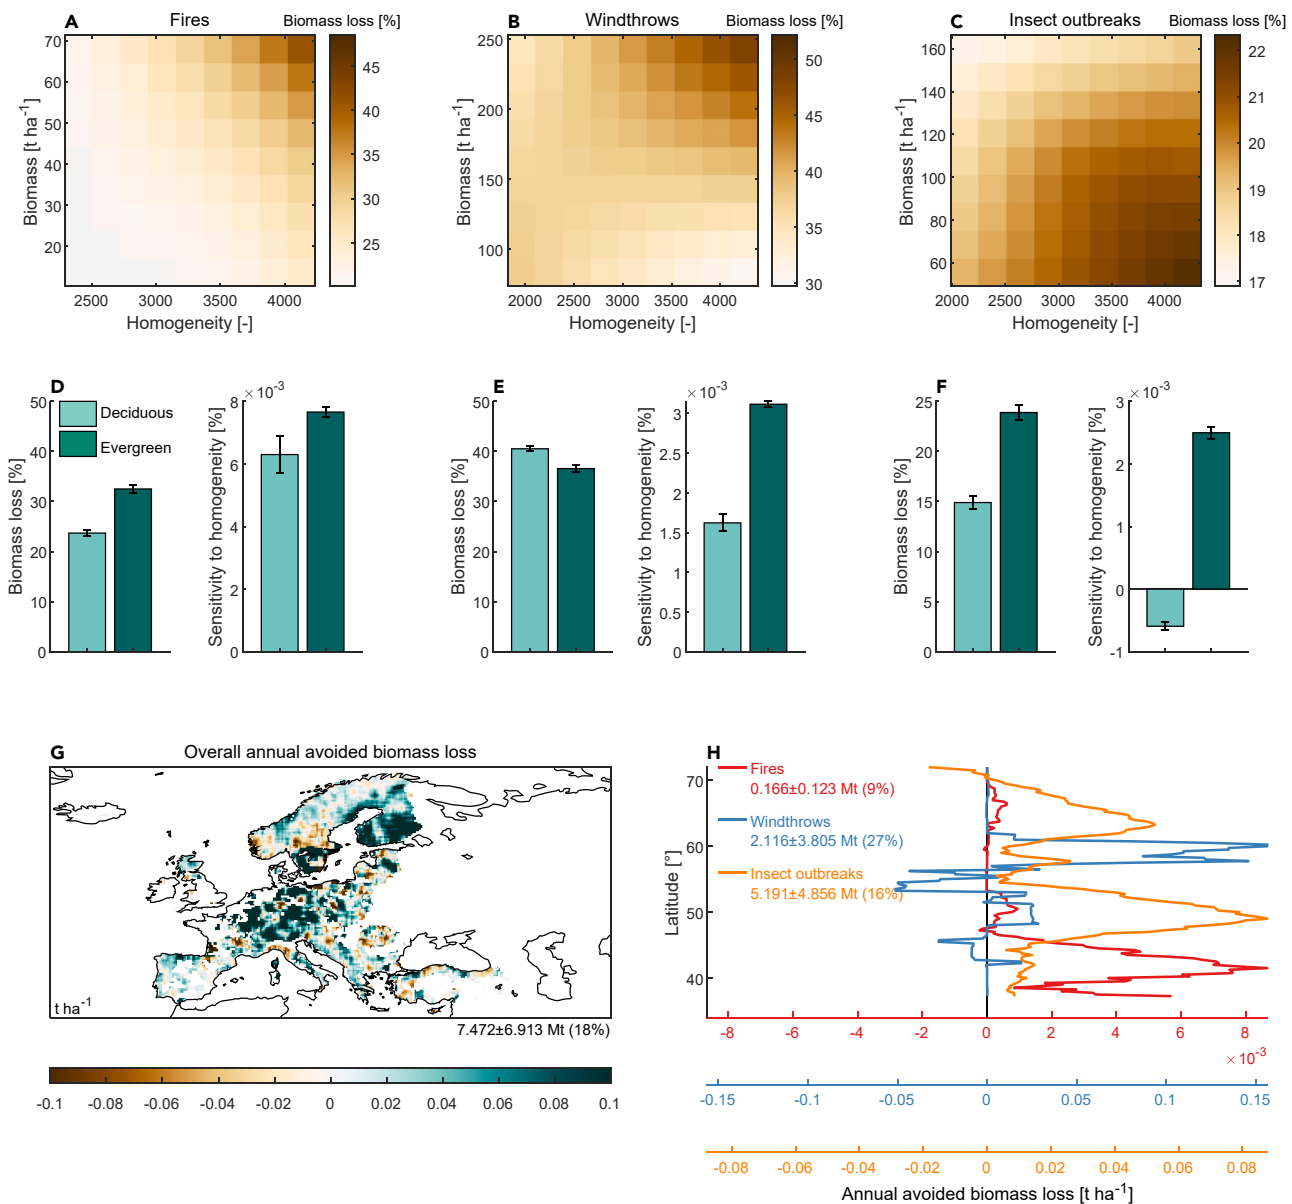 A Fires Biomass loss [%]
70
60
50
40
30
20
Biomass [t ha-1]
2500 3000 3500 4000
Homogeneity [-]
45
40
35
30
25
B Windthrows Biomass loss [%]
250
200
150
100
Biomass [t ha-1]
2000 2500 3000 3500 4000
Homogeneity [-]
50
45
40
35
30
C Insect outbreaks Biomass loss [%]
160
140
120
100
80
60
Biomass [t ha-1]
2000 2500 3000 3500 4000
Homogeneity [-]
22
21
20
19
18
17
D
Deciduous
Evergreen
50
40
30
20
10
0
Biomass loss [%]
× 10-3
8
6
4
2
0
Sensitivity to homogeneity [%]
E
50
40
30
20
10
0
Biomass loss [%]
× 10-3
3
2.5
2
1.5
1
0.5
0
Sensitivity to homogeneity [%]
F
25
20
15
10
5
0
Biomass loss [%]
× 10-3
3
2
1
0
-1
Sensitivity to homogeneity [%]
G Overall annual avoided biomass loss
t ha-1
7.472±6.913 Mt (18%)
-0.1 -0.08 -0.06 -0.04 -0.02 0 0.02 0.04 0.06 0.08 0.1
H
Fires
0.166±0.123 Mt (9%)
Windthrows
2.116±3.805 Mt (27%)
Insect outbreaks
5.191±4.856 Mt (16%)
70
60
50
40
Latitude [°]
-8 -6 -4 -2 0 2 4 6 8
× 10-3
-0.15 -0.1 -0.05 0 0.05 0.1 0.15
-0.08 -0.06 -0.04 -0.02 0 0.02 0.04 0.06 0.08
Annual avoided biomass loss [t ha-1]